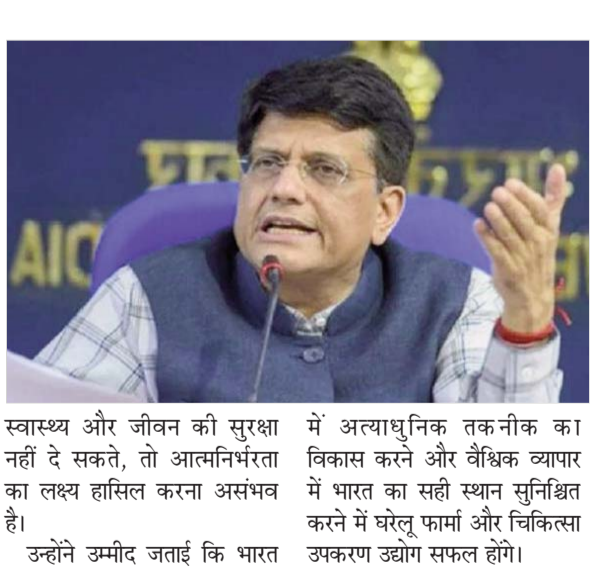 स्वास्थ्य और जीवन की सुरक्षा
नहीं दे सकते, तो आत्मनिर्भरता
का लक्ष्य हासिल करना असंभव
है।
उन्होंने उम्मीद जताई कि भारत
में अत्याधुनिक तकनीक का
विकास करने और वैश्विक व्यापार
में भारत का सही स्थान सुनिश्चित
करने में घरेलू फार्मा और चिकित्सा
उपकरण उद्योग सफल होंगे।